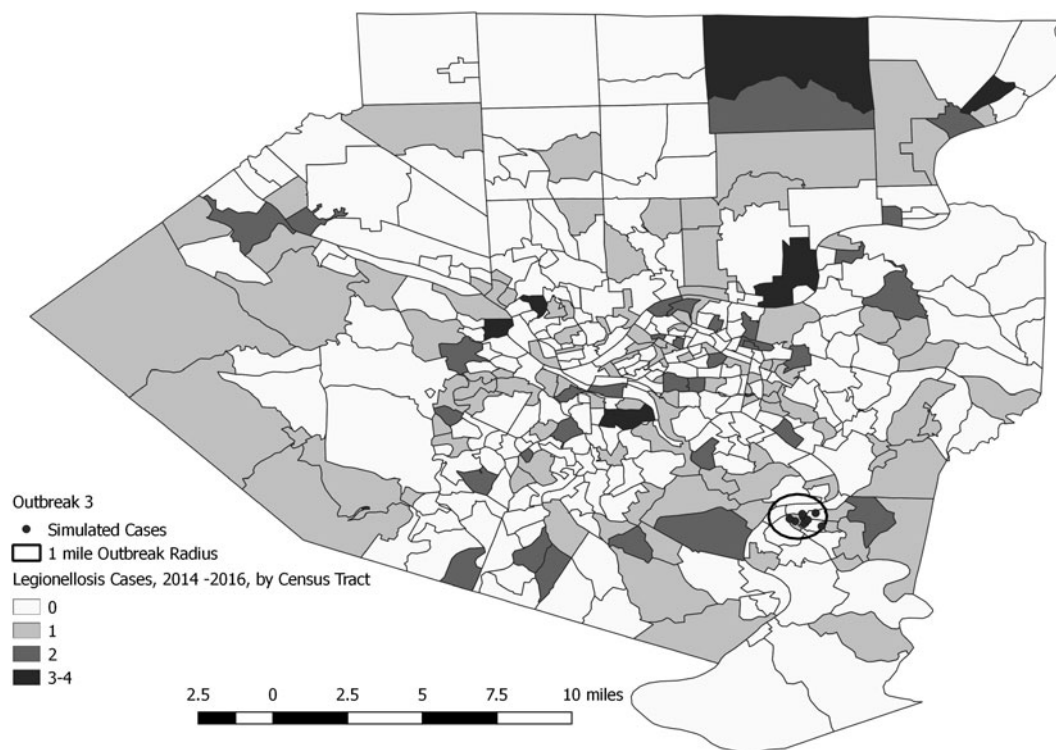 Outbreak 3
Simulated Cases
1 mile Outbreak Radius
Legionellosis Cases, 2014 -2016, by Census Tract
0
1
2
3-4
2.5 0 2.5 5 7.5 10 miles